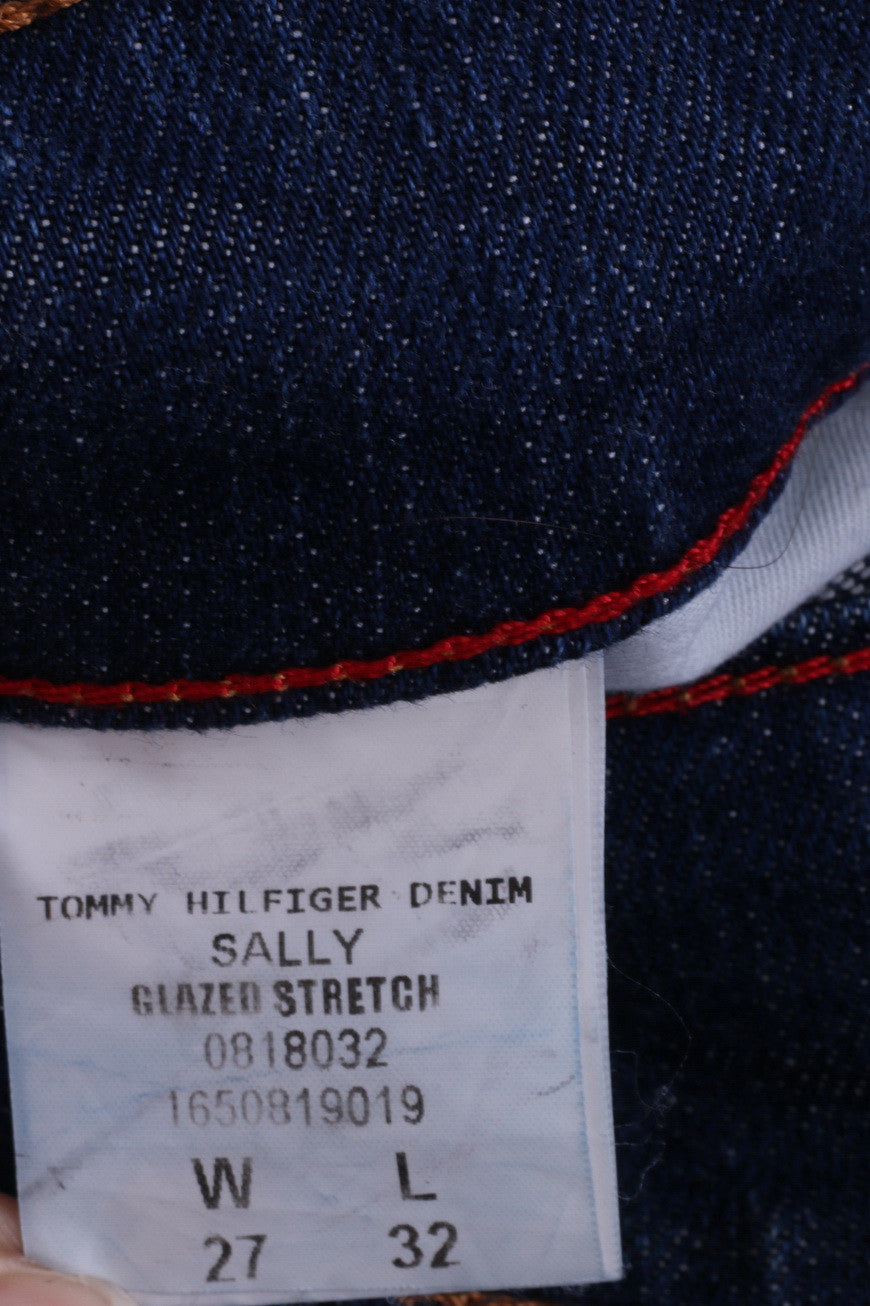 TOMMY HILFIGER DENIM
SALLY
GLAZED STRETCH
0818032
1650819019
W L
27 32